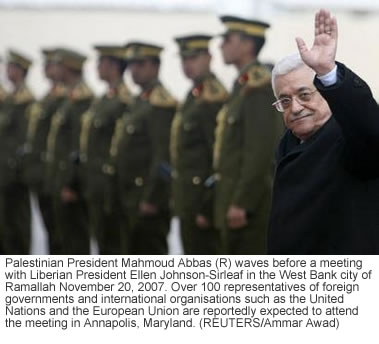 Palestinian President Mahmoud Abbas (R) waves before a meeting
with Liberian President Ellen Johnson-Sirleaf in the West Bank city of
Ramallah November 20, 2007. Over 100 representatives of foreign
governments and international organisations such as the United
Nations and the European Union are reportedly expected to attend
the meeting in Annapolis, Maryland. (REUTERS/Ammar Awad)